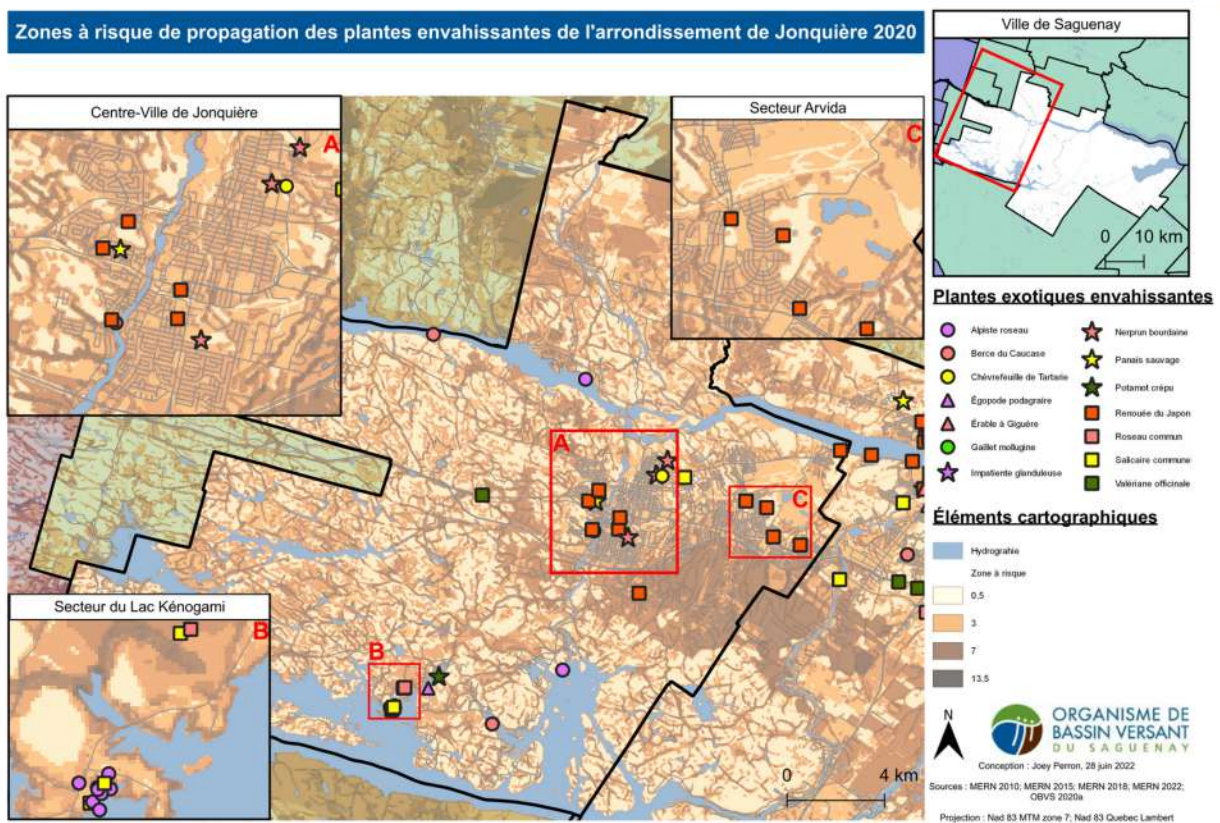 Zones à risque de propagation des plantes envahissantes de l'arrondissement de Jonquière 2020
Ville de Saguenay
0 10 km
Centre-Ville de Jonquière
A
Secteur Arvida
C
A
C
B
Secteur du Lac Kénogami
B
0 4 km
Plantes exotiques envahissantes
Alpiste roseau
Berce du Caucase
Chèvrefeuille de Tartarie
Égopode podagraire
Érable à Giguère
Gaillet mollugine
Impatiente glanduleuse
Nerprun bourdaine
Panais sauvage
Potamot crépu
Renouée du Japon
Roseau commun
Salicaire commune
Valériane officinale
Éléments cartographiques
Hydrograhie
Zone à risque
0,5
3
7
13,5
N
ORGANISME DE
BASSIN VERSANT
DU SAGUENAY
Conception : Joey Perron, 28 juin 2022
Sources : MERN 2010; MERN 2015; MERN 2018; MERN 2022;
OBVS 2020a
Projection : Nad 83 MTM zone 7; Nad 83 Quebec Lambert